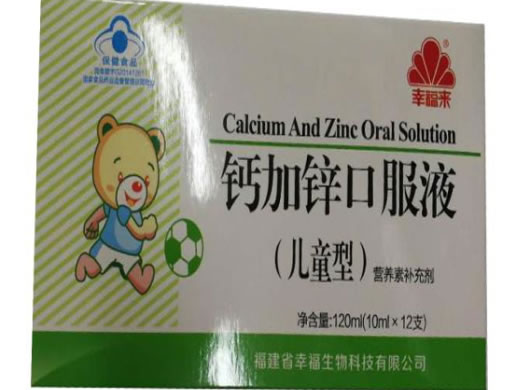 保健食品
幸福来
Calcium And Zinc Oral Solution
钙加锌口服液
(儿童型)
营养素补充剂
净含量:120ml(10ml×12支)
福建省幸福生物科技有限公司